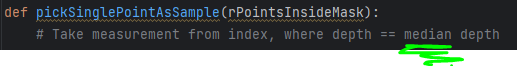 def pickSinglePointAsSample(rPointsInsideMask):
# Take measurement from index, where depth == median depth